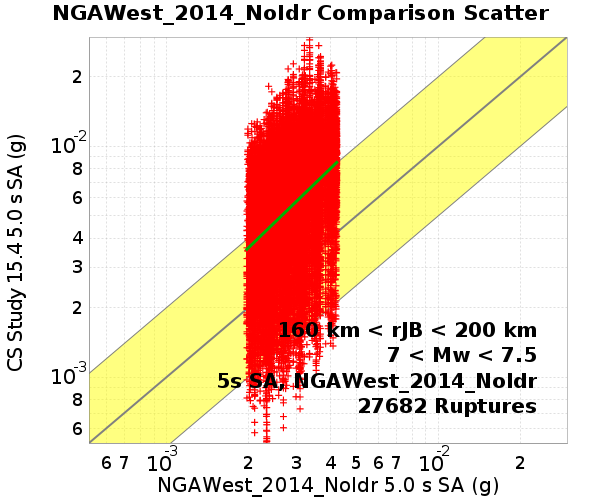 NGAWest_2014_NoIdr Comparison Scatter
CS Study 15.4 5.0 s SA (g)
2
10-2
8
6
4
3
2
10-3
8
6
160 km < rJB < 200 km
7 < Mw < 7.5
5s SA, NGAWest_2014_NoIdr
27682 Ruptures
6 7 10-3 2 3 4 5 6 7 10-2 2
NGAWest_2014_NoIdr 5.0 s SA (g)